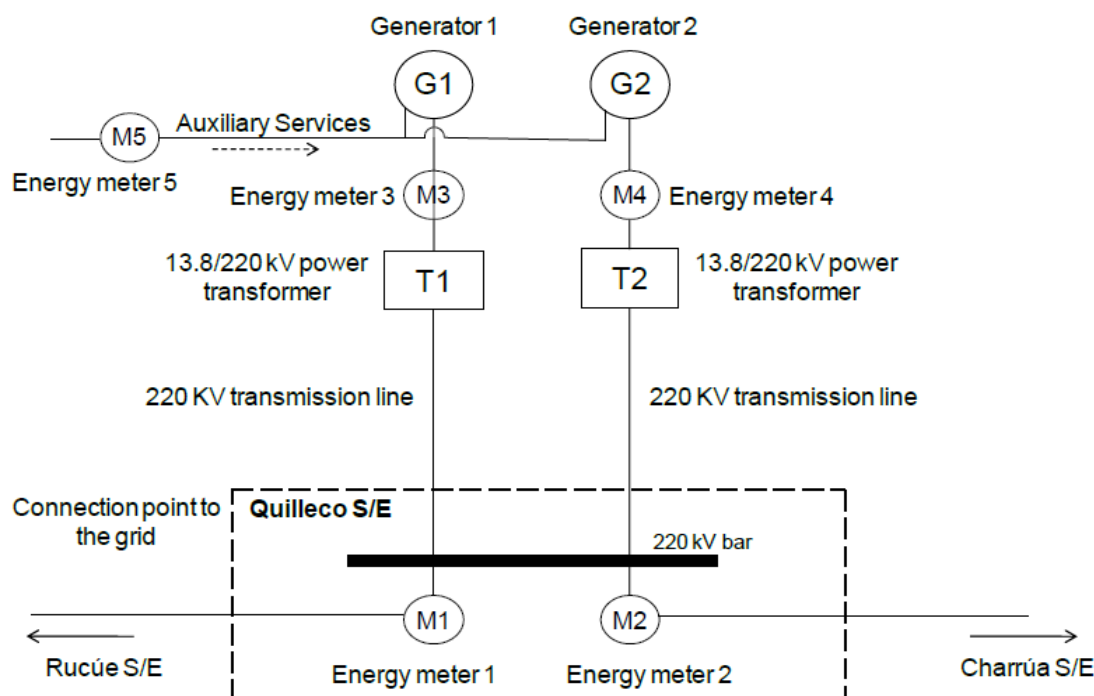 Generator 1
Generator 2
G1
G2
Auxiliary Services
M5
Energy meter 5
Energy meter 3
M3
M4
Energy meter 4
13.8/220 kV power
transformer
T1
T2
13.8/220 kV power
transformer
220 KV transmission line
220 KV transmission line
Connection point to
the grid
Quilleco S/E
220 kV bar
M1
M2
Rucúe S/E
Energy meter 1
Energy meter 2
Charrúa S/E